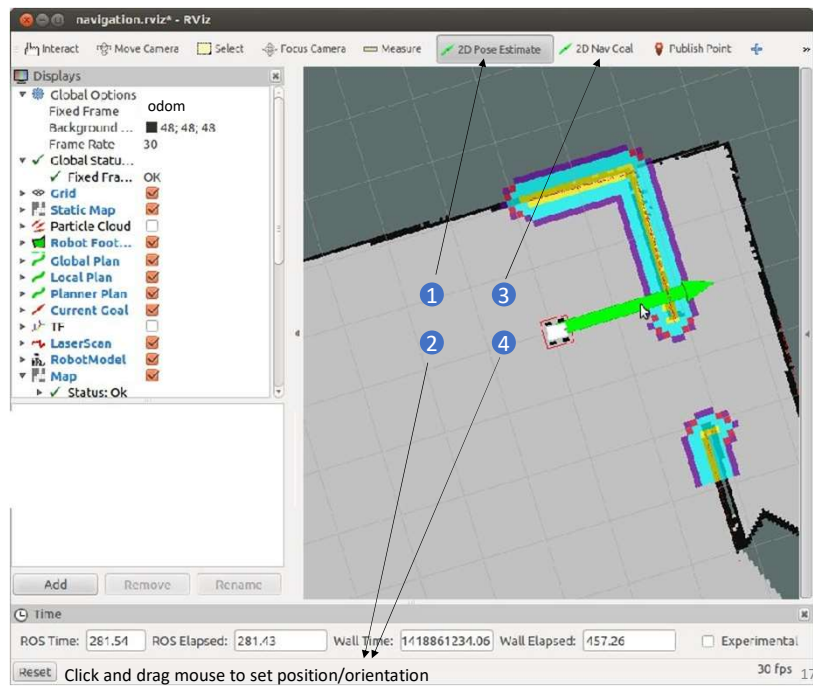 navigation.rviz* - RViz
Interact Move Camera Select Focus Camera Measure 2D Pose Estimate 2D Nav Goal Publish Point »
Displays
Global Options
Fixed Frame odom
Background ... 48; 48; 48
Frame Rate 30
Global Statu...
Fixed Fra... OK
Grid
Static Map
Particle Cloud
Robot Foot...
Global Plan
Local Plan
Planner Plan
Current Goal
TF
LaserScan
RobotModel
Map
Status: Ok
1 3
2 4
Add Remove Rename
Time
ROS Time: 281.54 ROS Elapsed: 281.43 Wall Time: 1418861234.06 Wall Elapsed: 457.26 Experimental
Reset Click and drag mouse to set position/orientation 30 fps 17